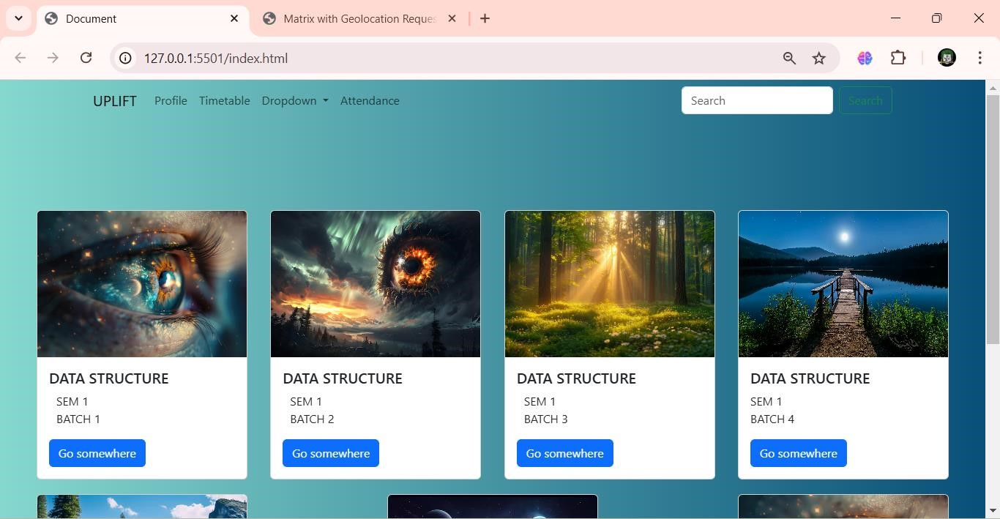 Document
Matrix with Geolocation Reques
127.0.0.1:5501/index.html
UPLIFT Profile Timetable Dropdown Attendance Search Search
DATA STRUCTURE
SEM 1
BATCH 1
Go somewhere
DATA STRUCTURE
SEM 1
BATCH 2
Go somewhere
DATA STRUCTURE
SEM 1
BATCH 3
Go somewhere
DATA STRUCTURE
SEM 1
BATCH 4
Go somewhere